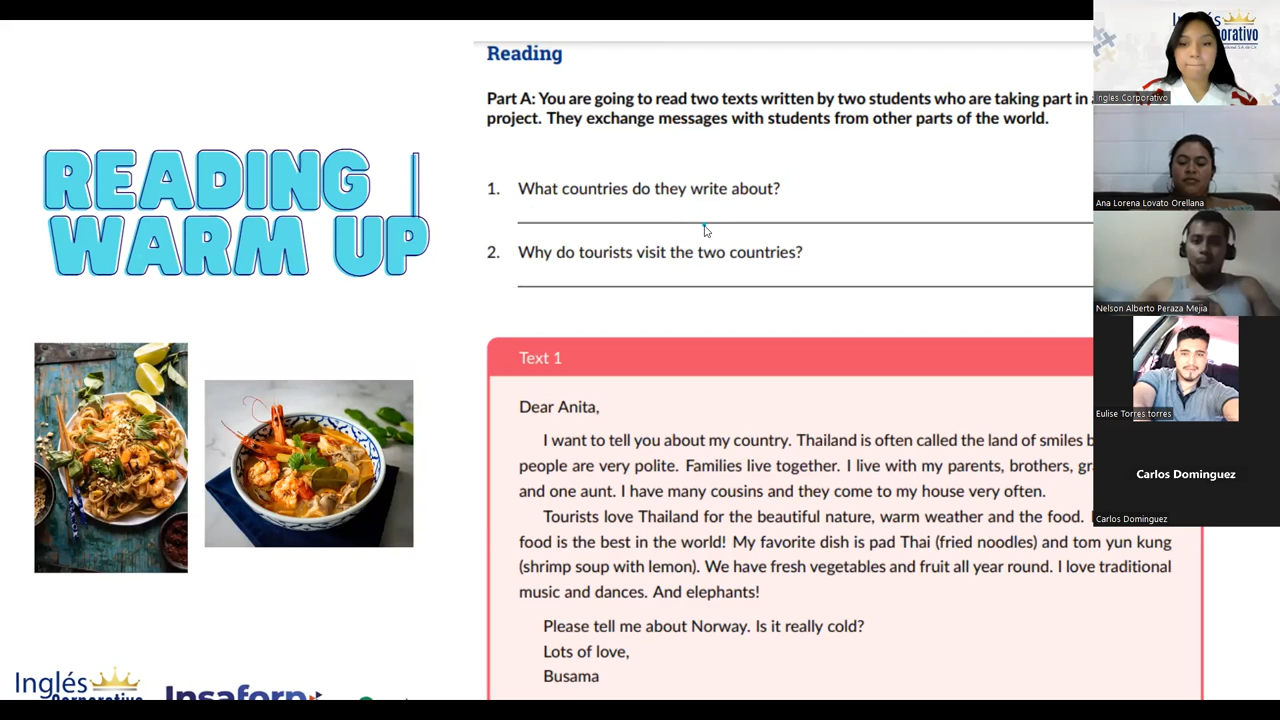 READING
WARM UP
Reading
Part A: You are going to read two texts written by two students who are taking part in
project. They exchange messages with students from other parts of the world.
1. What countries do they write about?
2. Why do tourists visit the two countries?
Text 1
Dear Anita,
I want to tell you about my country. Thailand is often called the land of smiles
people are very polite. Families live together. I live with my parents, brothers,
and one aunt. I have many cousins and they come to my house very often.
Tourists love Thailand for the beautiful nature, warm weather and the food.
food is the best in the world! My favorite dish is pad Thai (fried noodles) and tom yun kung
(shrimp soup with lemon). We have fresh vegetables and fruit all year round. I love traditional
music and dances. And elephants!
Please tell me about Norway. Is it really cold?
Lots of love,
Busama
Inglés
Corporativo
Insaforp
Ingles Corporativo
Ana Lorena Lovato Orellana
Nelson Alberto Peraza Mejia
Eulise Torres torres
Carlos Dominguez
Carlos Dominguez